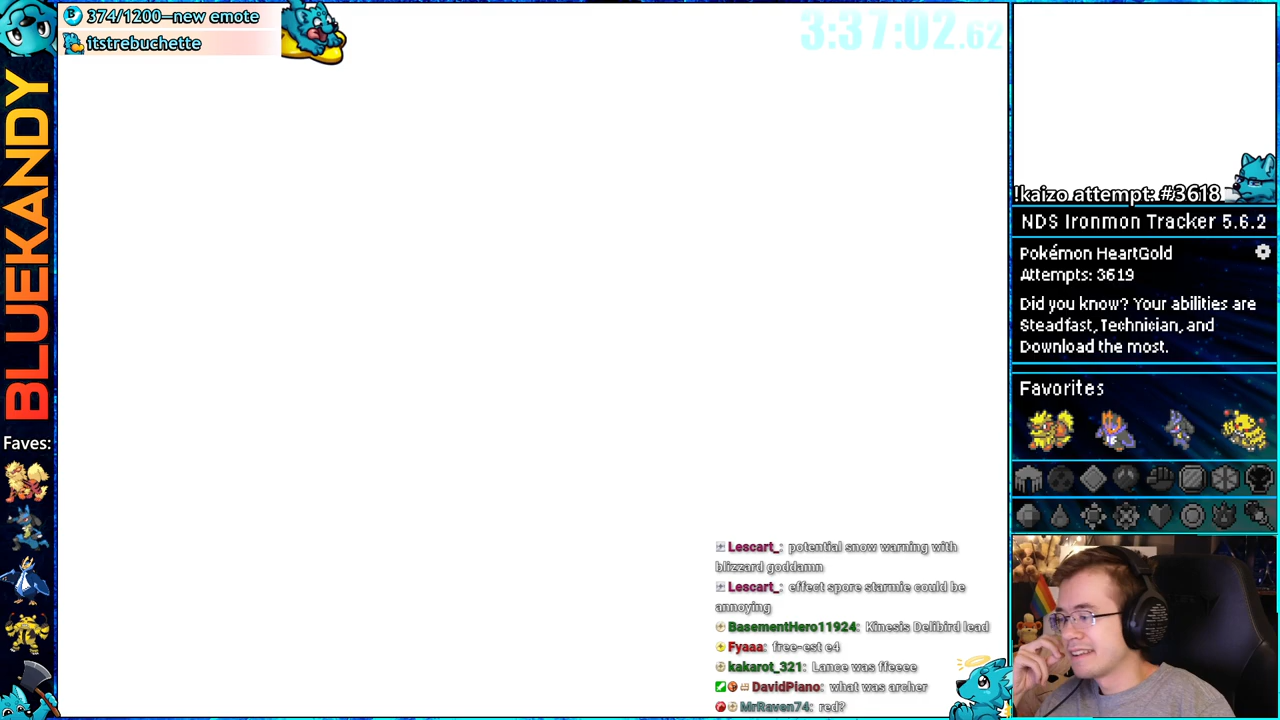 374/1200–new emote
itstrebuchette
3:37:02.62
BLUEKANDY
Faves:
!kaizo attempt: #3618
NDS Ironmon Tracker 5.6.2
Pokémon HeartGold
Attempts: 3619
Did you know? Your abilities are
Steadfast, Technician, and
Download the most.
Favorites
Lescart_: potential snow warning with
blizzard goddamn
Lescart_: effect spore starmie could be
annoying
BasementHero11924: Kinesis Delibird lead
Fyaaa: free-est e4
kakarot_321: Lance was ffeeee
DavidPiano: what was archer
MrRaven74: red?